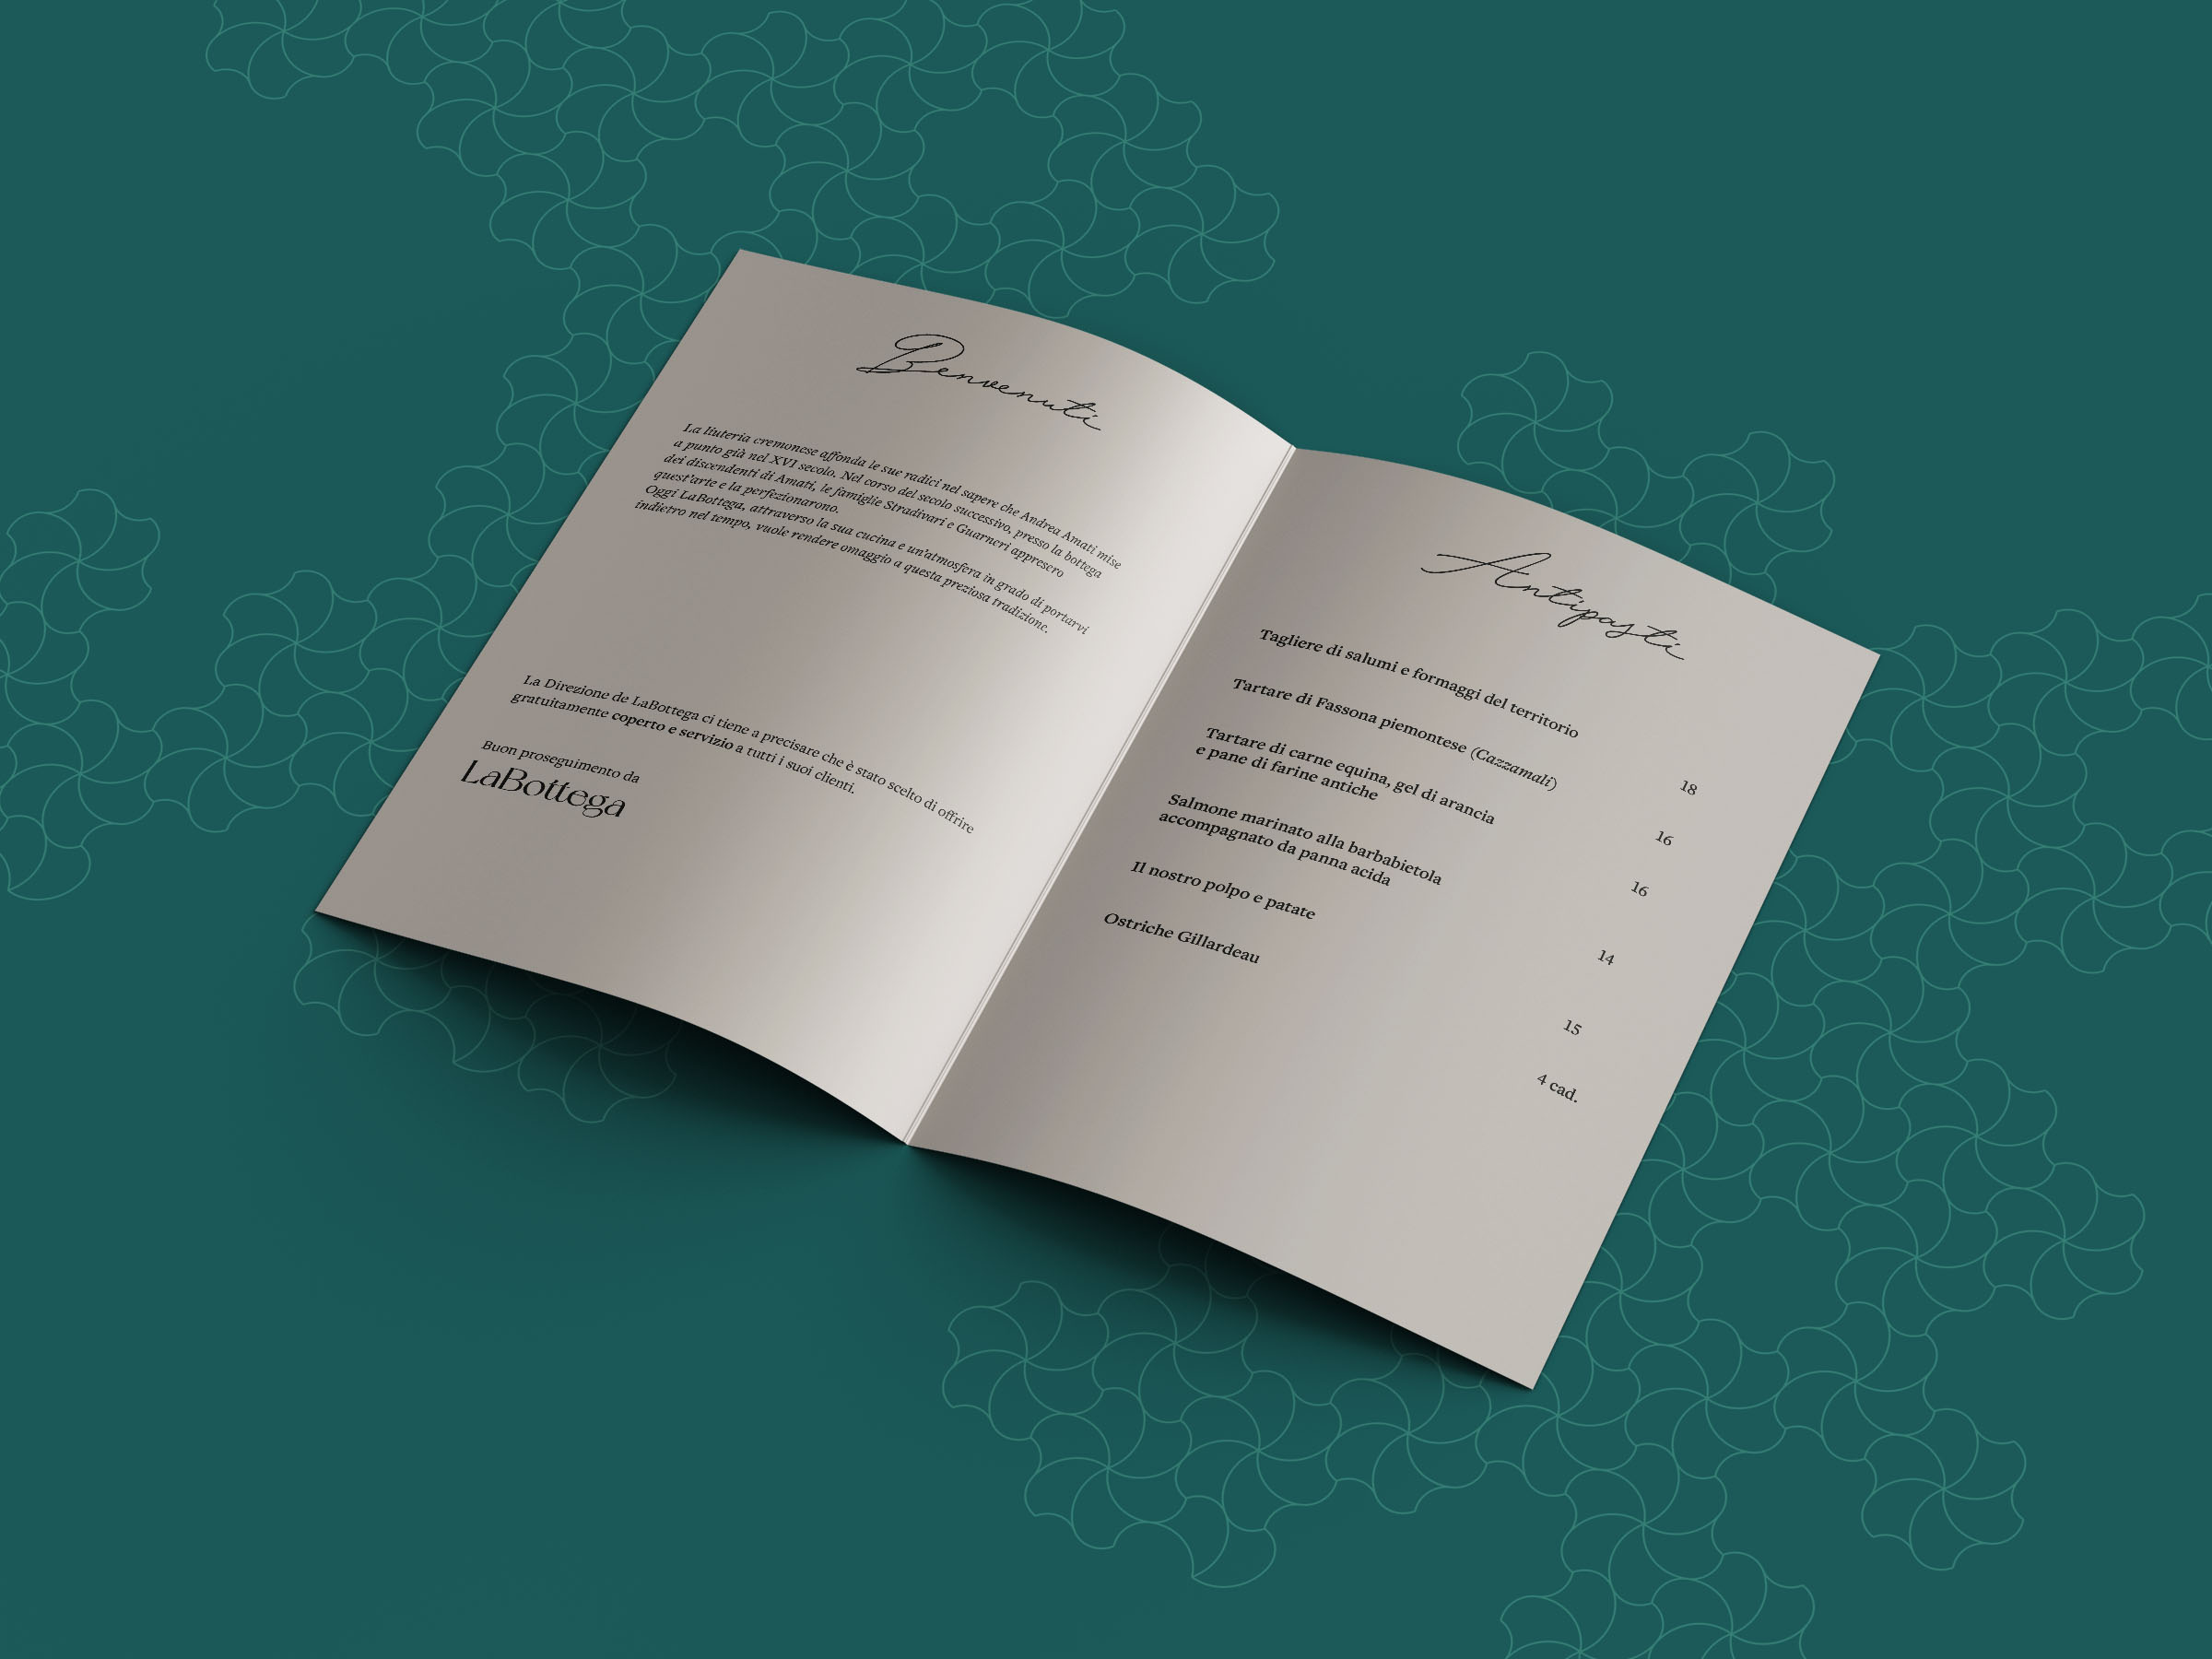 Benvenuti
La liuteria cremonese affonda le sue radici nel sapere che Andrea Amati mise
a punto già nel XVI secolo. Nel corso del secolo successivo, presso la bottega
dei discendenti di Amati, le famiglie Stradivari e Guarneri appresero
quest'arte e la perfezionarono.
Oggi LaBottega, attraverso la sua cucina e un'atmosfera in grado di portarvi
indietro nel tempo, vuole rendere omaggio a questa preziosa tradizione.
La Direzione de LaBottega ci tiene a precisare che è stato scelto di offrire
gratuitamente coperto e servizio a tutti i suoi clienti.
Buon proseguimento da
LaBottega
Antipasti
Tagliere di salumi e formaggi del territorio 18
Tartare di Fassona piemontese (Cazzamali) 16
Tartare di carne equina, gel di arancia 16
e pane di farine antiche
Salmone marinato alla barbabietola 14
accompagnato da panna acida
Il nostro polpo e patate 15
Ostriche Gillardeau 4 cad.